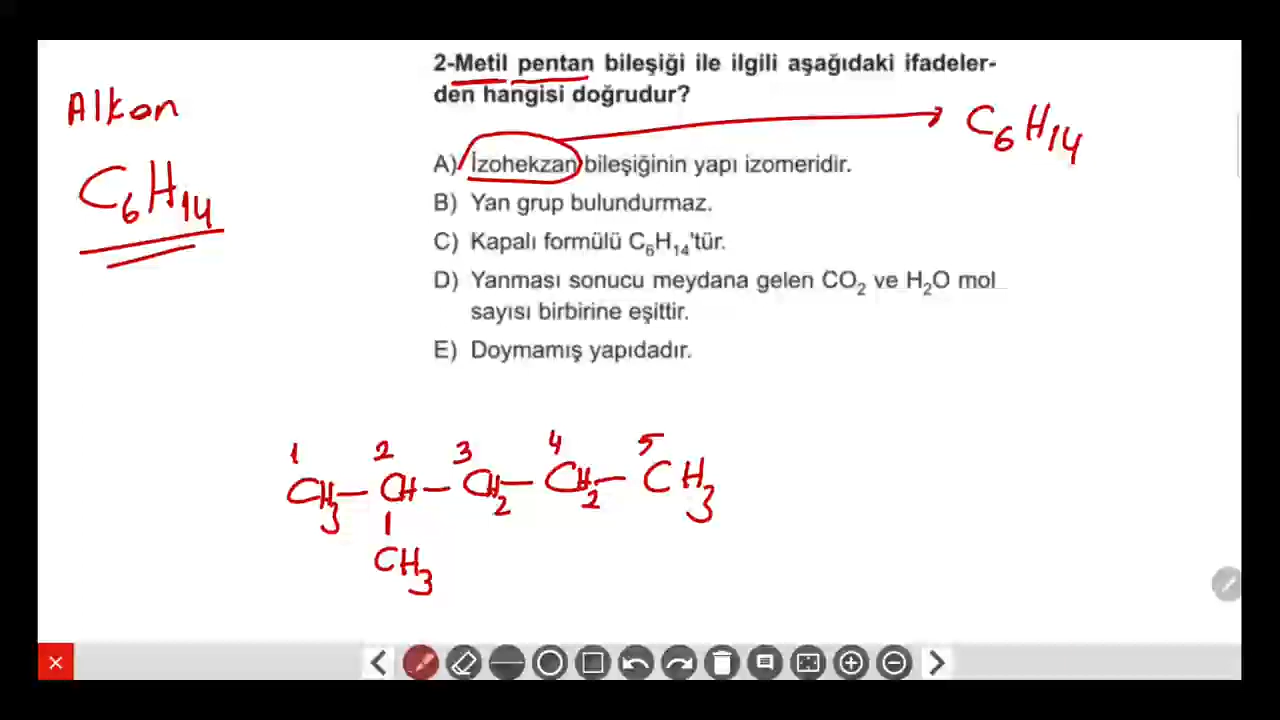 2-Metil pentan bileşiği ile ilgili aşağıdaki ifadeler-
den hangisi doğrudur?
Alkan
C6H14
C6H14
A) İzohekzan bileşiğinin yapı izomeridir.
B) Yan grup bulundurmaz.
C) Kapalı formülü C6H14'tür.
D) Yanması sonucu meydana gelen CO2 ve H2O mol
sayısı birbirine eşittir.
E) Doymamış yapıdadır.
1 2 3 4 5
CH3 — CH — CH2 — CH2 — CH3
CH3